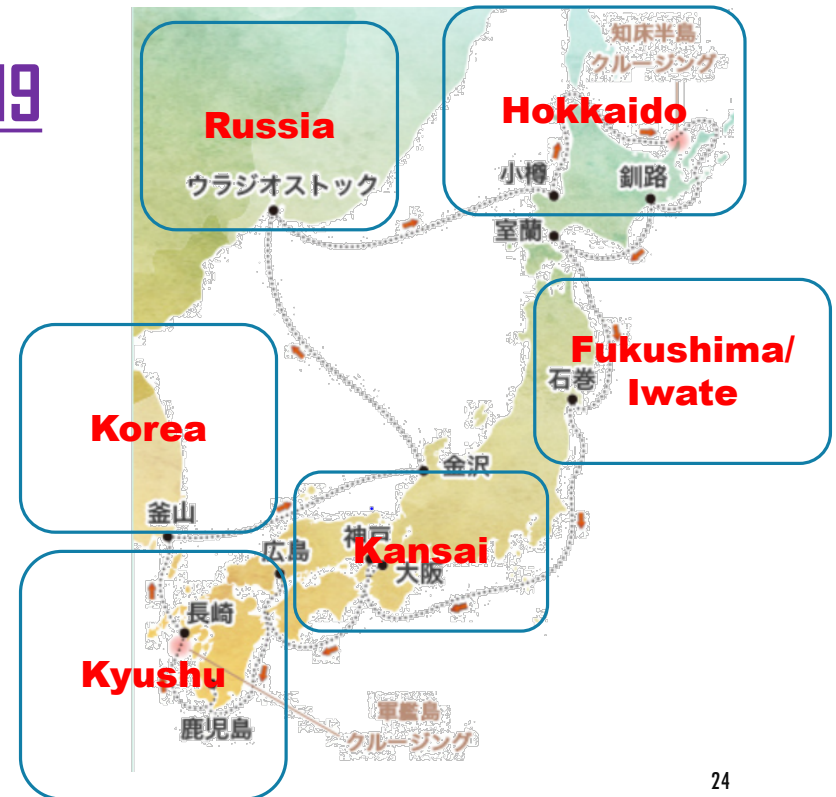 19
知床半島
クルージング
Russia
Hokkaido
ウラジオストック
小樽
釧路
室蘭
Fukushima/
Iwate
石巻
Korea
金沢
釜山
広島
神戸
Kansai
大阪
長崎
Kyushu
鹿児島
軍艦島
クルージング
24